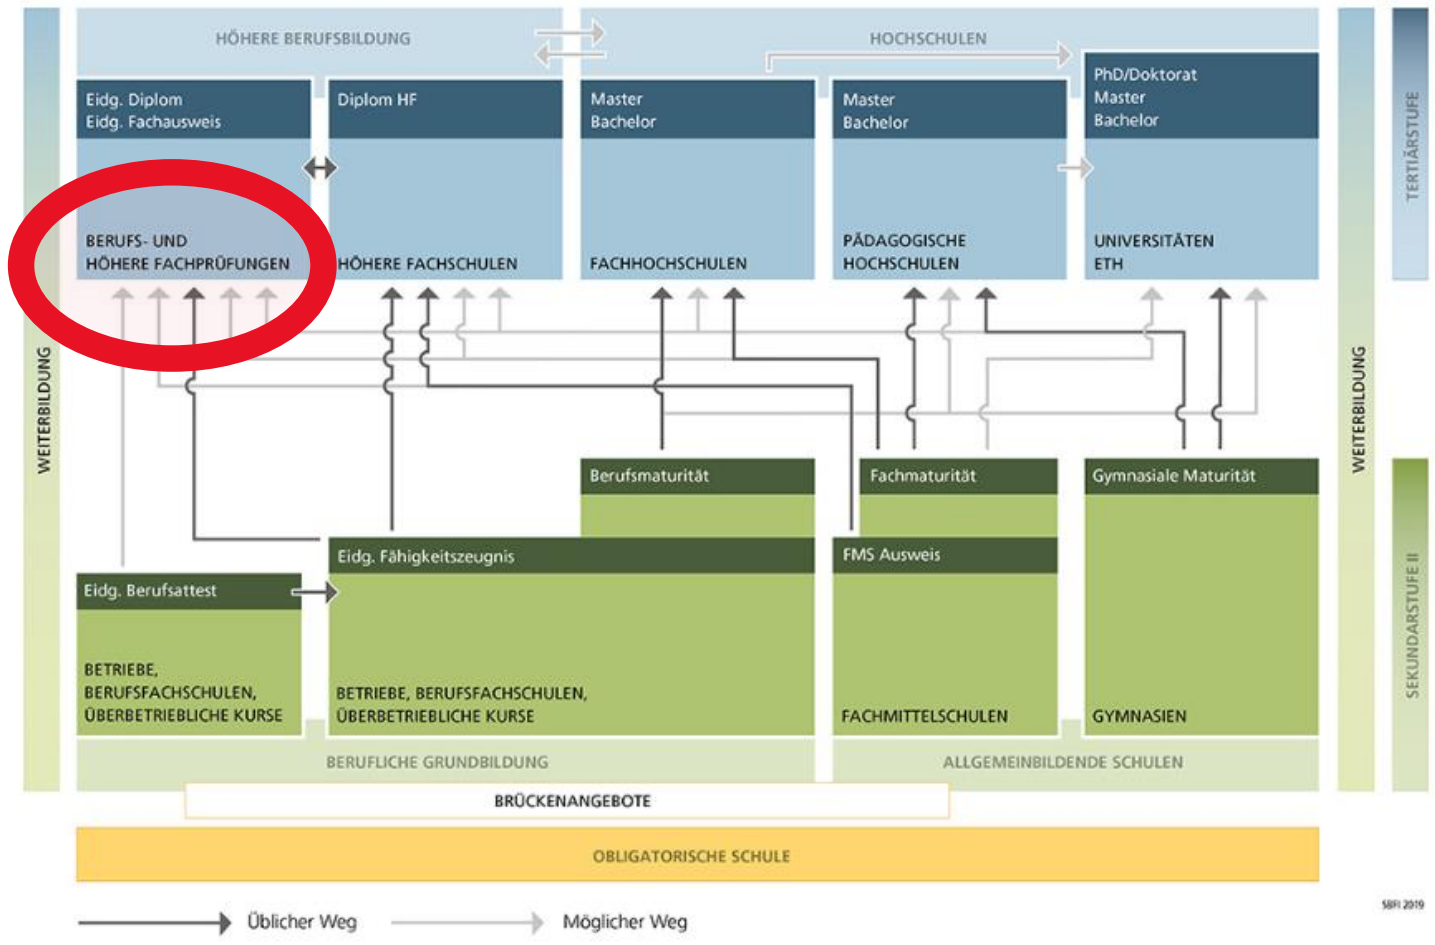 HÖHERE BERUFSBILDUNG
HOCHSCHULEN
Eidg. Diplom
Eidg. Fachausweis
BERUFS- UND
HÖHERE FACHPRÜFUNGEN
Diplom HF
HÖHERE FACHSCHULEN
Master
Bachelor
FACHHOCHSCHULEN
Master
Bachelor
PÄDAGOGISCHE
HOCHSCHULEN
PhD/Doktorat
Master
Bachelor
UNIVERSITÄTEN
ETH
TERTIÄRSTUFE
WEITERBILDUNG
WEITERBILDUNG
Berufsmaturität
Fachmaturität
Gymnasiale Maturität
Eidg. Fähigkeitszeugnis
FMS Ausweis
Eidg. Berufsattest
BETRIEBE,
BERUFSFACHSCHULEN,
ÜBERBETRIEBLICHE KURSE
BETRIEBE, BERUFSFACHSCHULEN,
ÜBERBETRIEBLICHE KURSE
FACHMITTELSCHULEN
GYMNASIEN
SEKUNDARSTUFE II
BERUFLICHE GRUNDBILDUNG
ALLGEMEINBILDENDE SCHULEN
BRÜCKENANGEBOTE
OBLIGATORISCHE SCHULE
Üblicher Weg
Möglicher Weg
SBFI 2019